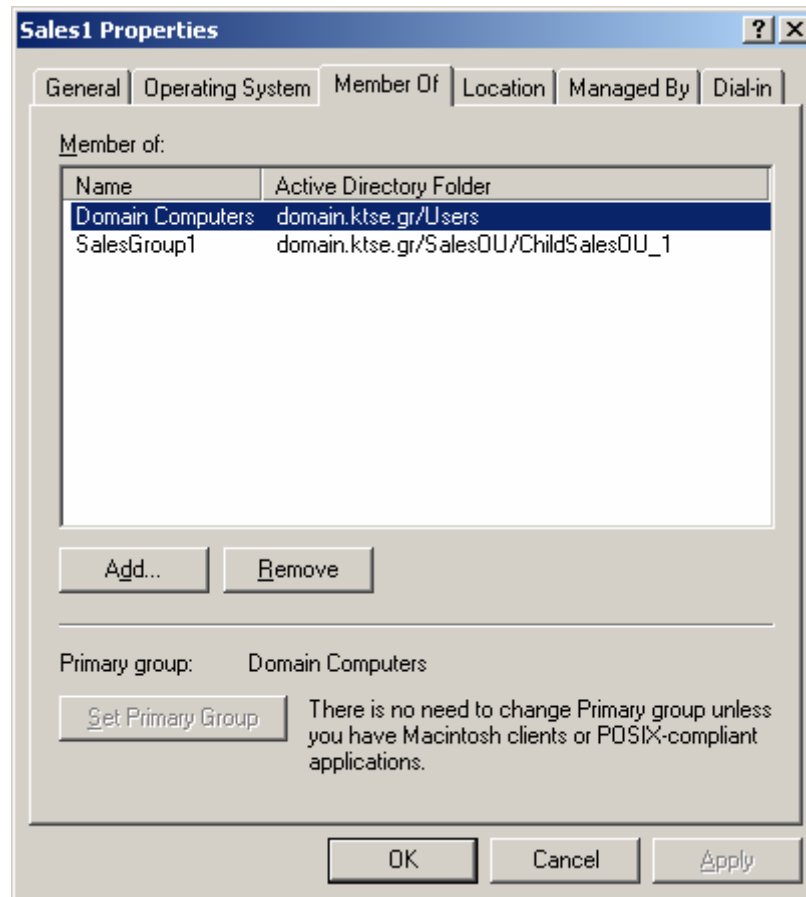 Sales1 Properties
General Operating System Member Of Location Managed By Dial-in
Member of:
Name Active Directory Folder
Domain Computers domain.ktse.gr/Users
SalesGroup1 domain.ktse.gr/SalesOU/ChildSalesOU_1
Add... Remove
Primary group: Domain Computers
Set Primary Group
There is no need to change Primary group unless
you have Macintosh clients or POSIX-compliant
applications.
OK Cancel Apply